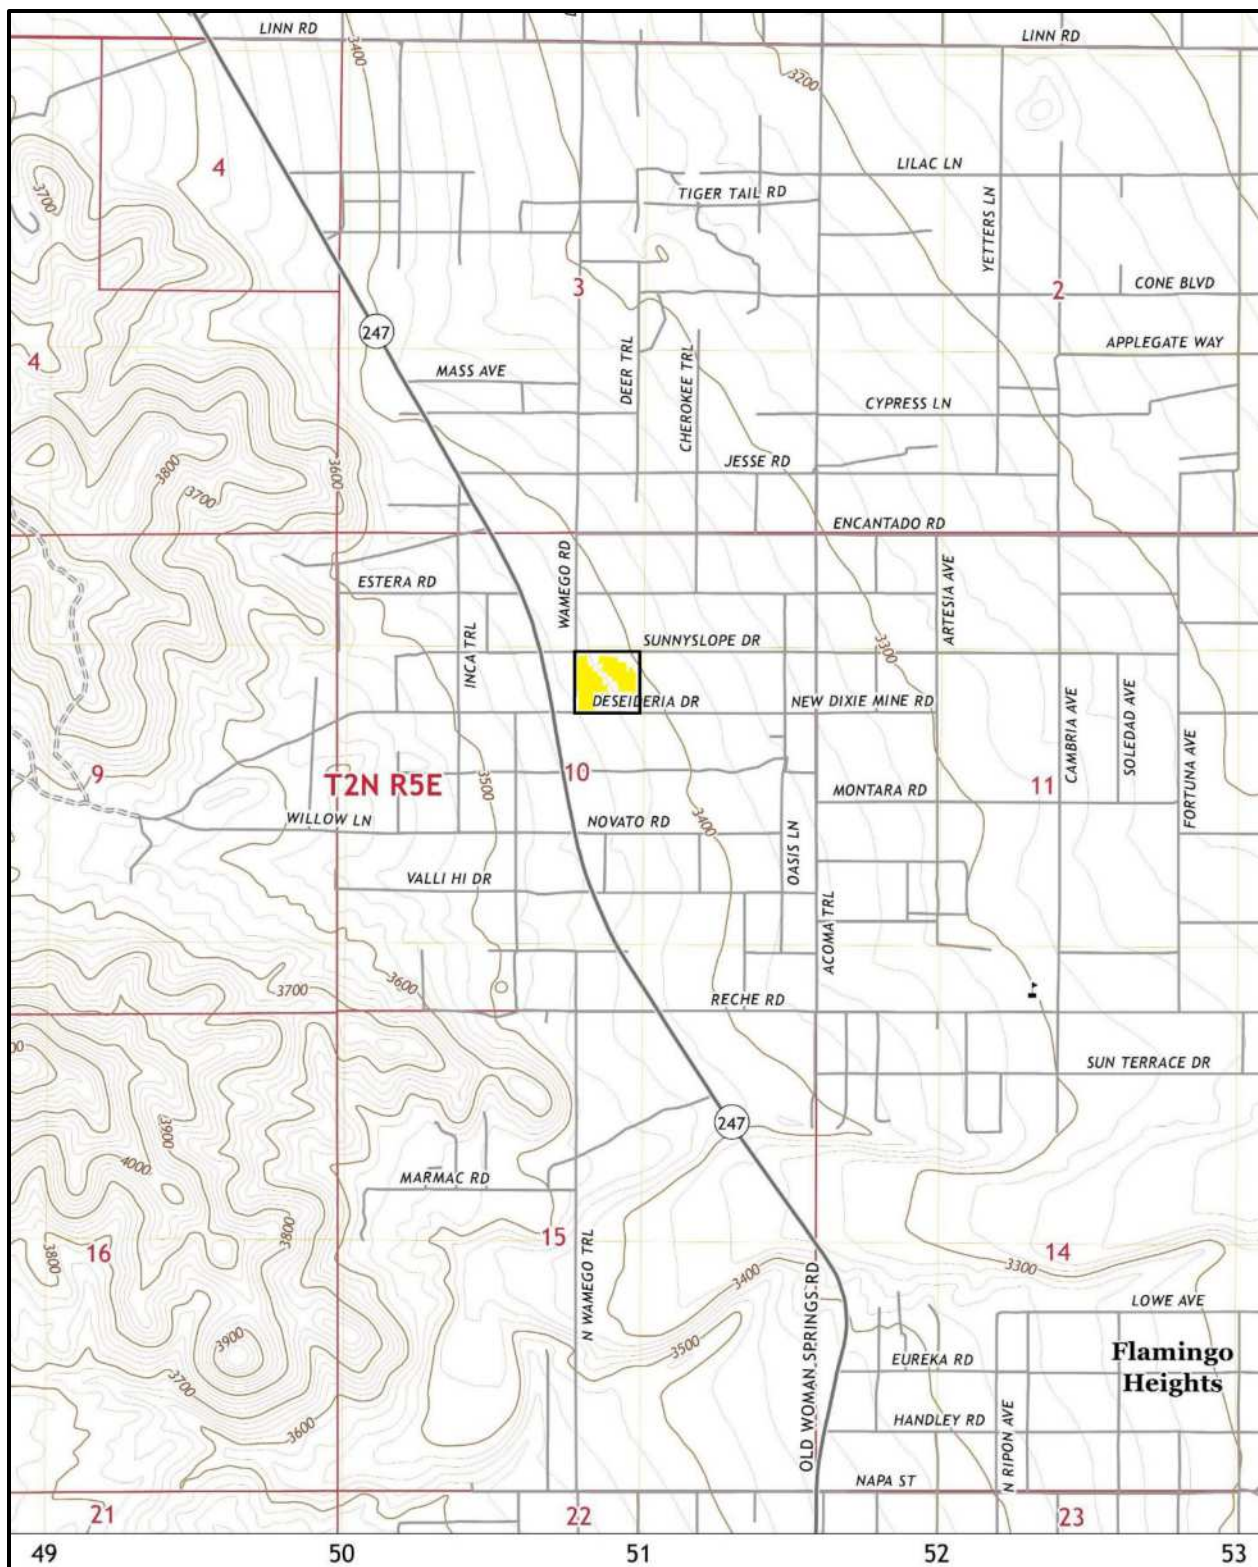 LINN RD
LINN RD
3400
3200
4
3700
LILAC LN
TIGER TAIL RD
YETTERS LN
3
2
CONE BLVD
247
4
APPLEGATE WAY
MASS AVE
DEER TRL
CHEROKEE TRL
CYPRESS LN
3800
3700
3600
JESSE RD
ENCANTADO RD
ESTERA RD
WAMEGO RD
ARTESIA AVE
INCA TRL
SUNNYSLOPE DR
3300
DESEIDERIA DR
NEW DIXIE MINE RD
CAMBRIA AVE
SOLEDAD AVE
FORTUNA AVE
9
T2N R5E
3500
10
11
MONTARA RD
WILLOW LN
NOVATO RD
3400
OASIS LN
VALLI HI DR
ACOMA TRL
3700
3600
RECHE RD
00
SUN TERRACE DR
3900
4000
247
MARMAC RD
3800
3800
16
15
14
N WAMEGO TRL
3400
OLD WOMAN SPRINGS RD
3300
LOWE AVE
3900
3500
EUREKA RD
Flamingo
Heights
3700
3600
HANDLEY RD
N RIPON AVE
NAPA ST
21
22
23
49
50
51
52
53